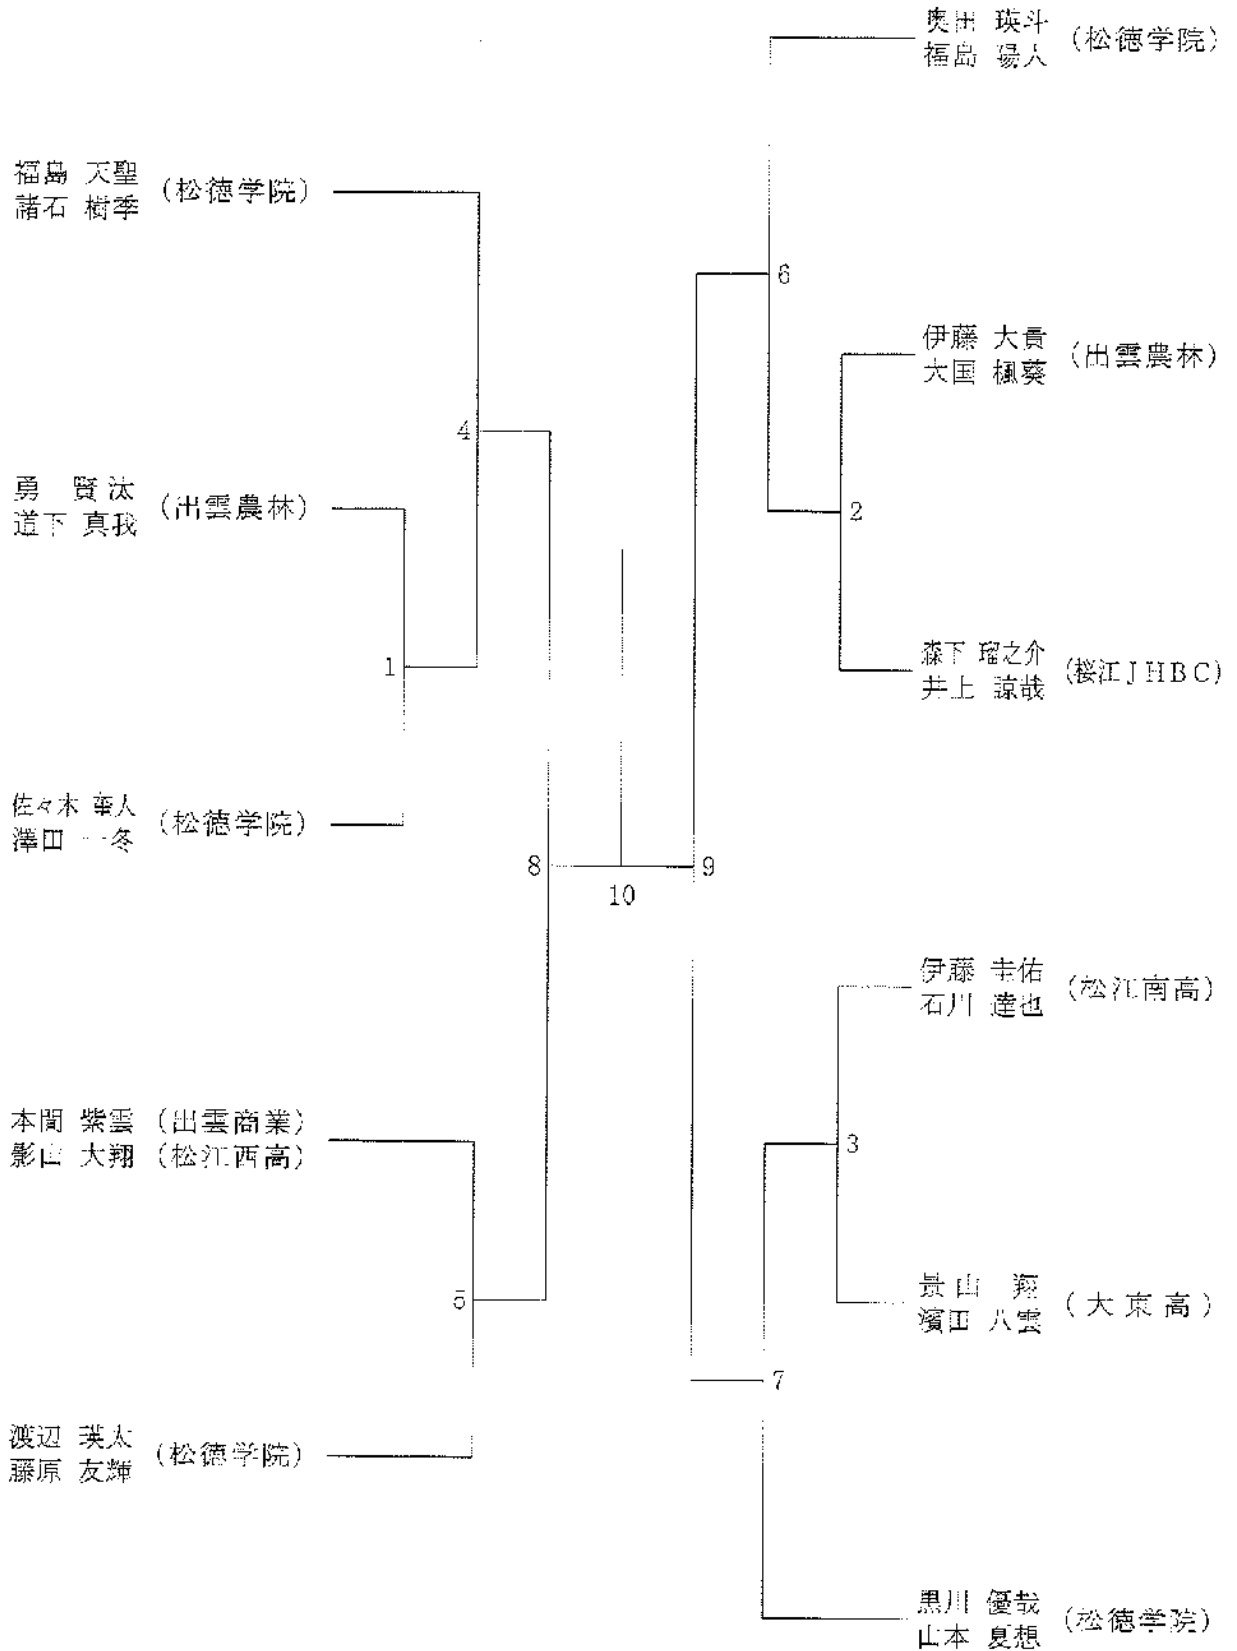 奥田 瑛斗
福島 陽人 (松徳学院)
福島 天聖
諸石 樹季 (松徳学院)
6
伊藤 大貴
大国 楓葵 (出雲農林)
4
勇 賢汰
道下 真我 (出雲農林)
2
1
森下 瑠之介
井上 諒哉 (桜江JHBC)
佐々木 人
澤田 一冬 (松徳学院)
8
9
10
伊藤 圭佑
石川 達也 (松江南高)
本間 紫雲 (出雲商業)
影山 大翔 (松江西高)
3
景山 翔
濱田 八雲 (大東高)
5
7
渡辺 瑛太
藤原 友輝 (松徳学院)
黒川 優哉
山本 夏想 (松徳学院)